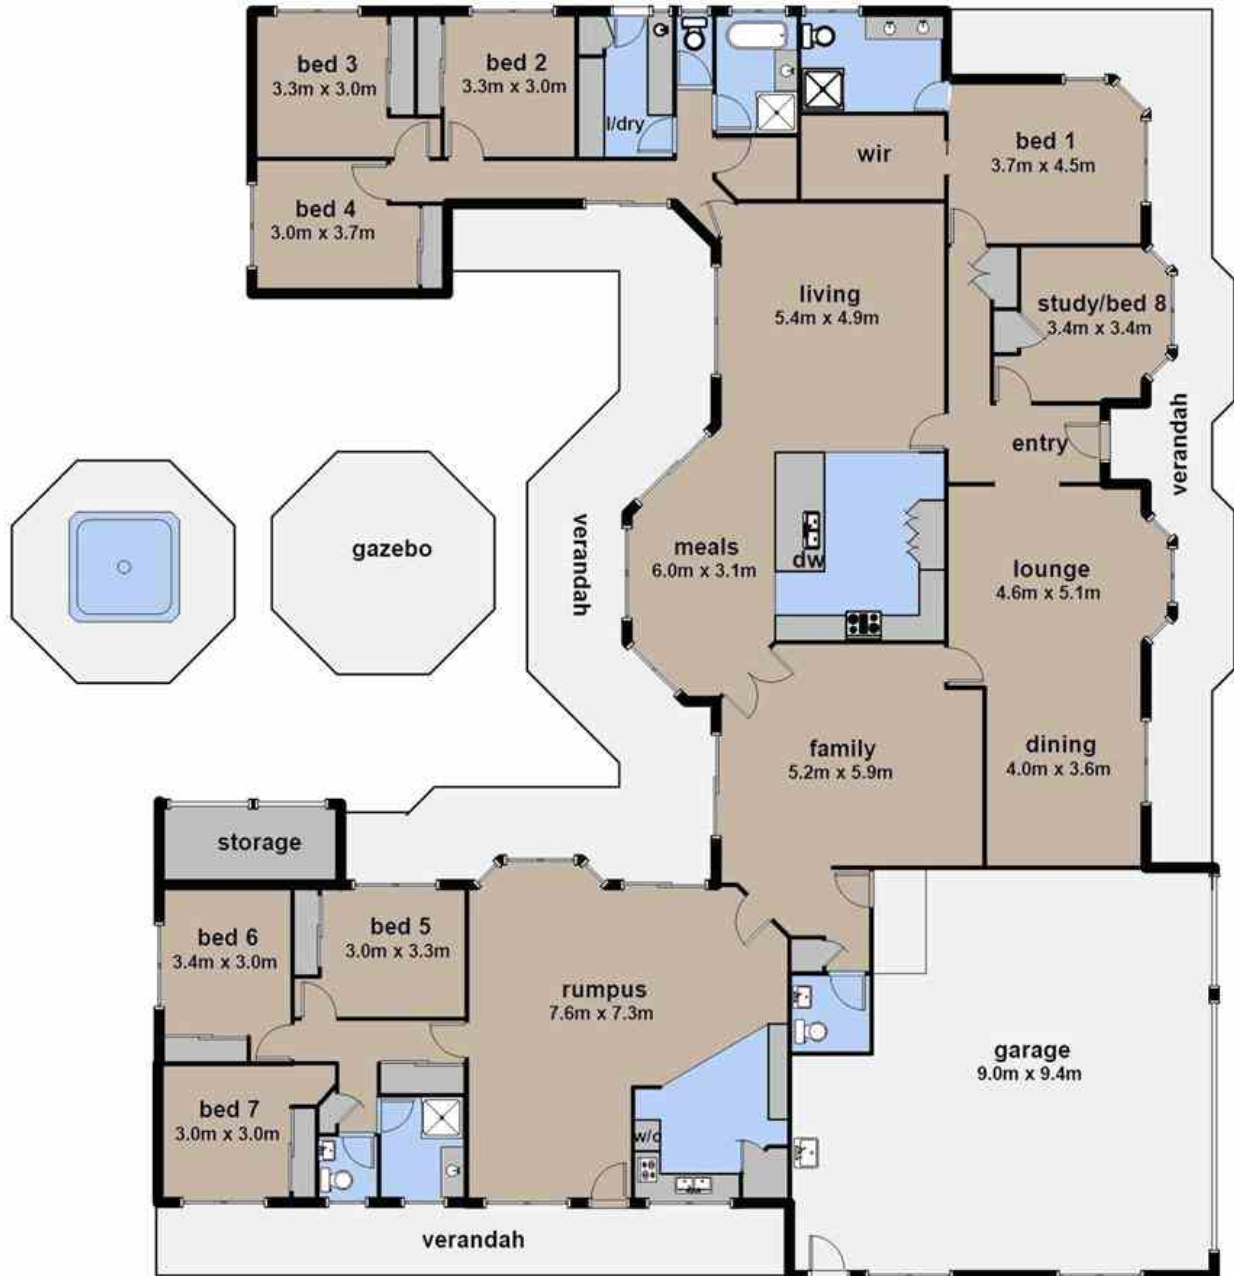 bed 3
3.3m x 3.0m
bed 2
3.3m x 3.0m
l/dry
wir
bed 1
3.7m x 4.5m
bed 4
3.0m x 3.7m
living
5.4m x 4.9m
study/bed 8
3.4m x 3.4m
verandah
entry
gazebo
verandah
meals
6.0m x 3.1m
dw
lounge
4.6m x 5.1m
family
5.2m x 5.9m
dining
4.0m x 3.6m
storage
bed 6
3.4m x 3.0m
bed 5
3.0m x 3.3m
rumpus
7.6m x 7.3m
garage
9.0m x 9.4m
bed 7
3.0m x 3.0m
w/o
verandah